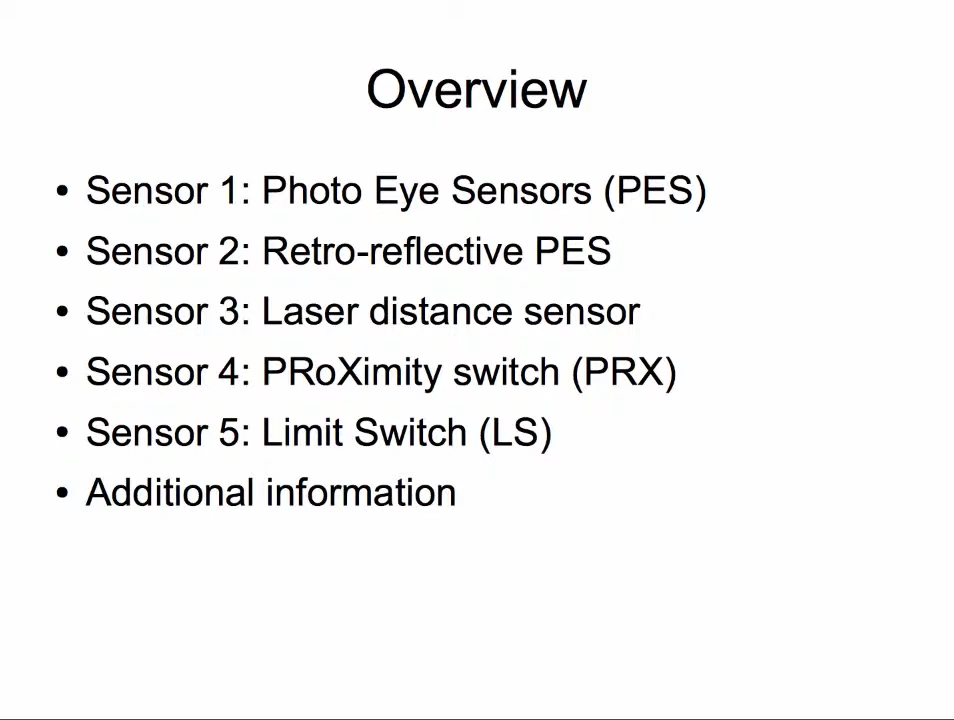 Overview
• Sensor 1: Photo Eye Sensors (PES)
• Sensor 2: Retro-reflective PES
• Sensor 3: Laser distance sensor
• Sensor 4: PRoXimity switch (PRX)
• Sensor 5: Limit Switch (LS)
• Additional information